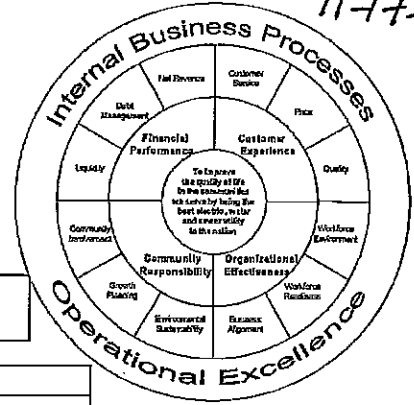 Internal Business Processes
Net Revenue
Customer
Service
Debt
Management
Price
Financial
Performance
Customer
Experience
Liquidity
Quality
To improve
the quality of life
in the communities
we serve by being the
best electric, water
and sewer utility
in the nation
Community
Involvement
Workforce
Environment
Community
Responsibility
Organizational
Effectiveness
Growth
Planning
Workforce
Readiness
Environmental
Sustainability
Business
Alignment
Operational Excellence